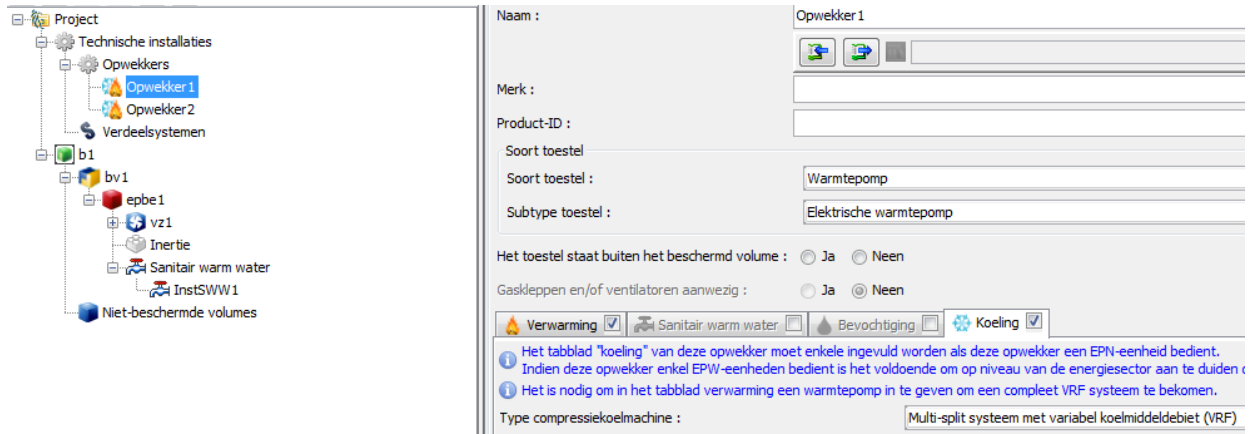 Project
Technische installaties
Opwekkers
Opwekker1
Opwekker2
Verdeelsystemen
b1
bv1
epbe1
vz1
Inertie
Sanitair warm water
InstSWW1
Niet-beschermde volumes
Naam : Opwekker1
Merk :
Product-ID :
Soort toestel
Soort toestel : Warmtepomp
Subtype toestel : Elektrische warmtepomp
Het toestel staat buiten het beschermd volume : Ja Neen
Gaskleppen en/of ventilatoren aanwezig : Ja Neen
Verwarming Sanitair warm water Bevochtiging Koeling
Het tabblad "koeling" van deze opwekker moet enkele ingevuld worden als deze opwekker een EPN-eenheid bedient.
Indien deze opwekker enkel EPW-eenheden bedient is het voldoende om op niveau van de energiesector aan te duiden
Het is nodig om in het tabblad verwarming een warmtepomp in te geven om een compleet VRF systeem te bekomen.
Type compressiekoelmachine : Multi-split systeem met variabel koelmiddeldebiet (VRF)